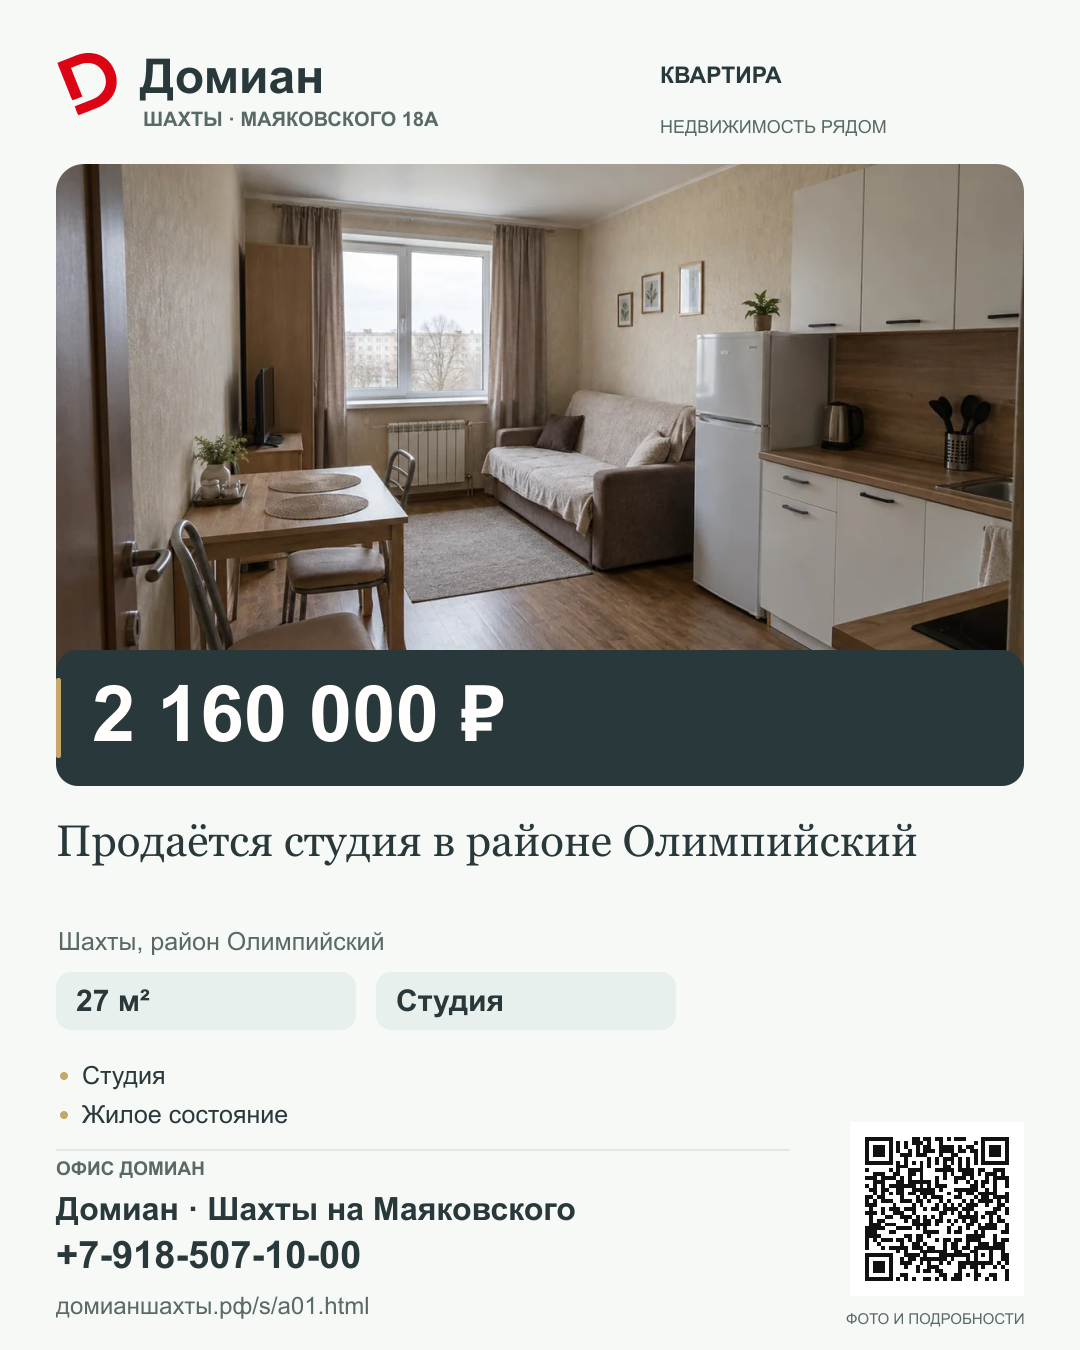 Домиан
ШАХТЫ · МАЯКОВСКОГО 18А
КВАРТИРА
НЕДВИЖИМОСТЬ РЯДОМ
2 160 000 ₽
Продаётся студия в районе Олимпийский
Шахты, район Олимпийский
27 м²
Студия
• Студия
• Жилое состояние
ОФИС ДОМИАН
Домиан · Шахты на Маяковского
+7-918-507-10-00
домианшахты.рф/s/a01.html
ФОТО И ПОДРОБНОСТИ